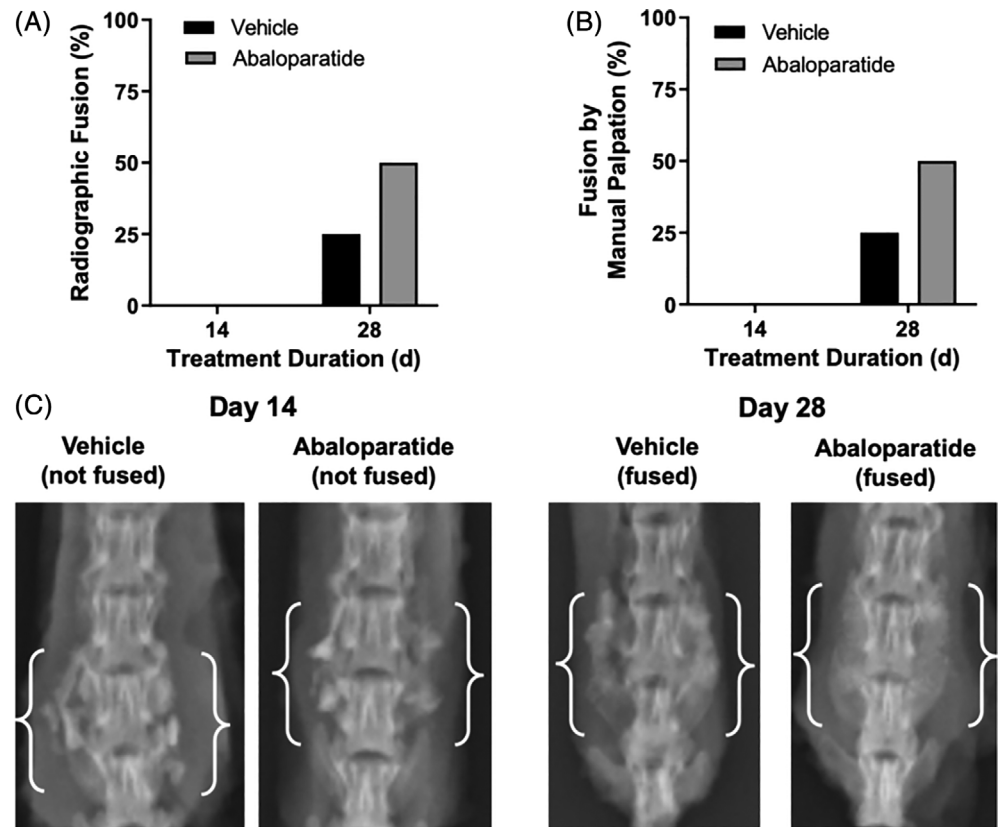 (A)
100
75
50
25
0
Radiographic Fusion (%)
Vehicle
Abaloparatide
14
28
Treatment Duration (d)
(B)
100
75
50
25
0
Fusion by
Manual Palpation (%)
Vehicle
Abaloparatide
14
28
Treatment Duration (d)
(C)
Day 14
Day 28
Vehicle
(not fused)
Abaloparatide
(not fused)
Vehicle
(fused)
Abaloparatide
(fused)